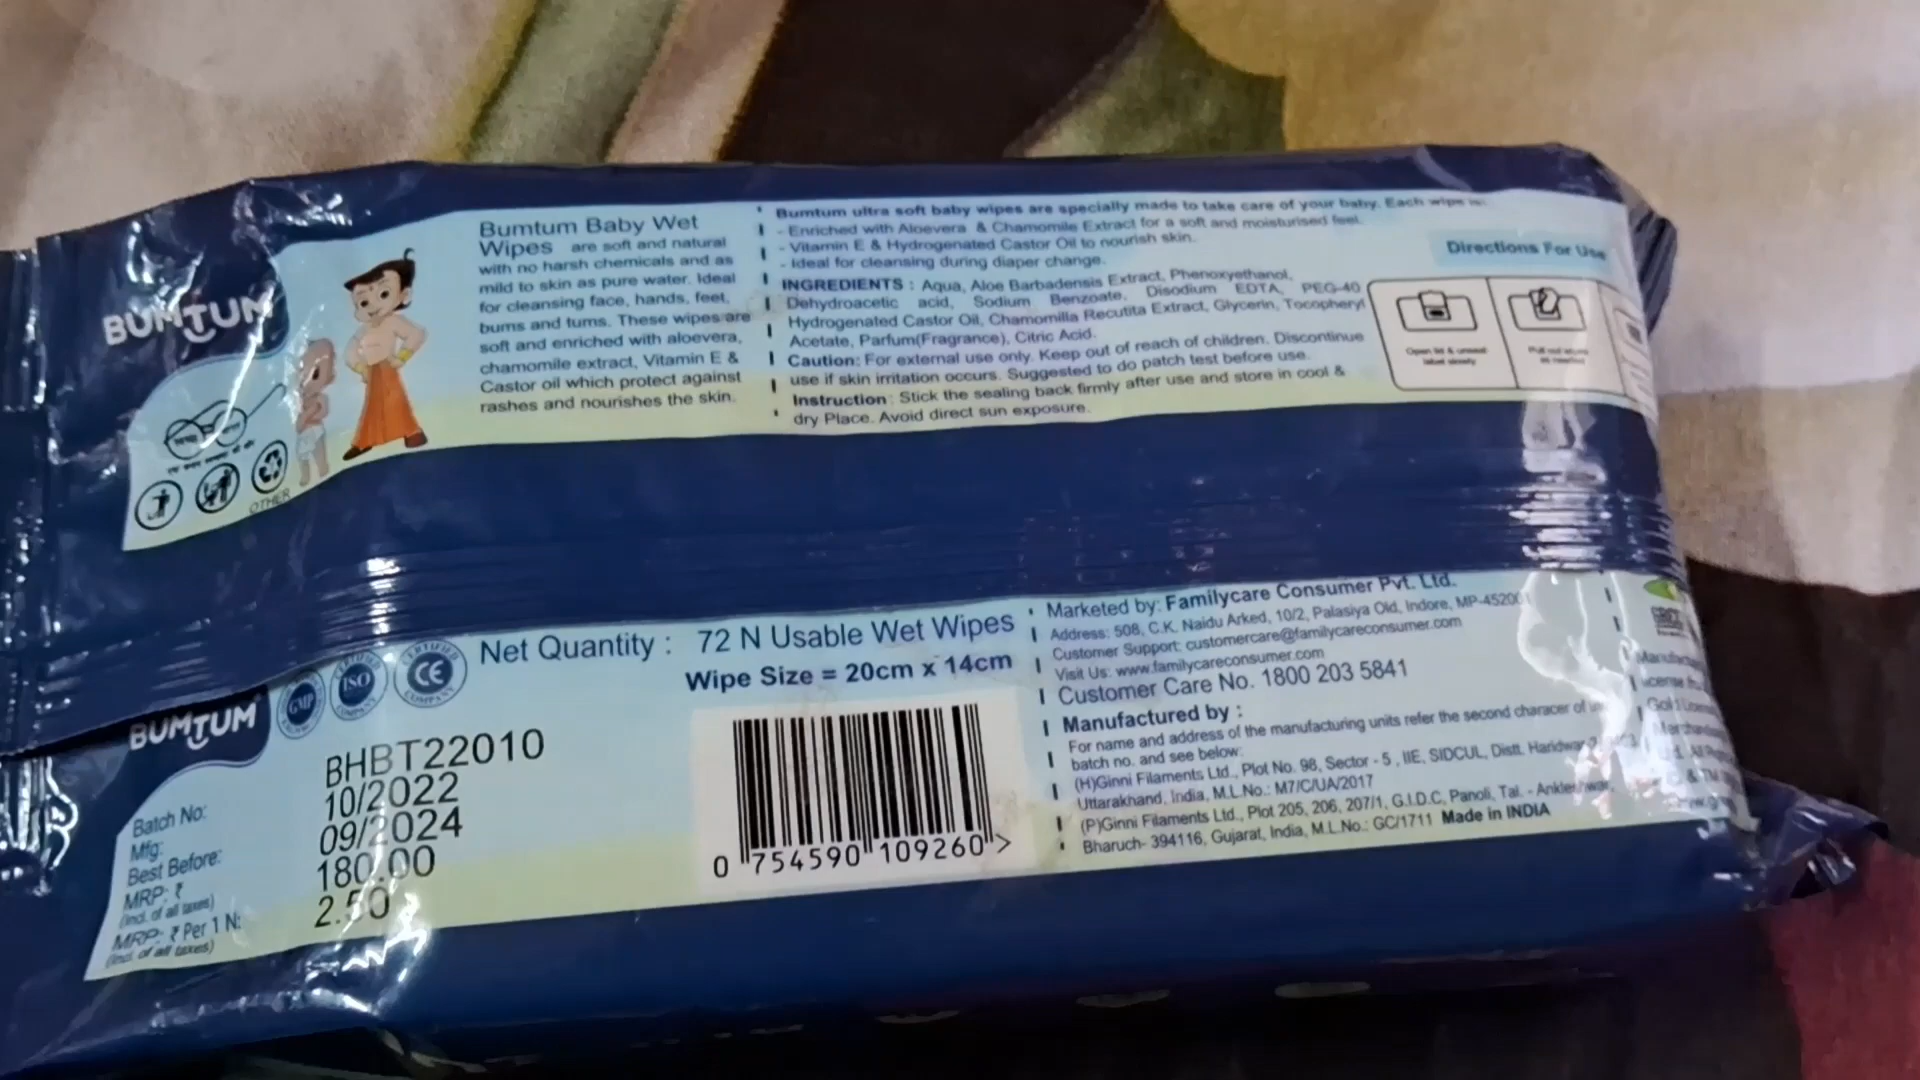 BUMTUM
OTHER
Bumtum Baby Wet
Wipes are soft and natural
with no harsh chemicals and as
mild to skin as pure water. Ideal
for cleansing face, hands, feet,
bums and tums. These wipes are
soft and enriched with aloevera,
chamomile extract, Vitamin E &
Castor oil which protect against
rashes and nourishes the skin.
Bumtum ultra soft baby wipes are specially made to take care of your baby. Each wipe is:
- Enriched with Aloevera & Chamomile Extract for a soft and moisturised feel.
- Vitamin E & Hydrogenated Castor Oil to nourish skin.
- Ideal for cleansing during diaper change.
INGREDIENTS : Aqua, Aloe Barbadensis Extract, Phenoxyethanol,
Dehydroacetic acid, Sodium Benzoate, Disodium EDTA, PEG-40
Hydrogenated Castor Oil, Chamomilla Recutita Extract, Glycerin, Tocopheryl
Acetate, Parfum(Fragrance), Citric Acid.
Caution: For external use only. Keep out of reach of children. Discontinue
use if skin irritation occurs. Suggested to do patch test before use.
Instruction: Stick the sealing back firmly after use and store in cool &
dry Place. Avoid direct sun exposure.
Directions For Use
BUMTUM
GMP
CERTIFIED
ISO
COMPANY
CERTIFIED
CE
COMPANY
Net Quantity : 72 N Usable Wet Wipes
Wipe Size = 20cm x 14cm
Batch No: BHBT22010
Mfg: 10/2022
Best Before: 09/2024
MRP: ₹ 180.00
(Incl. of all taxes)
MRP: ₹ Per 1 N: 2.50
(Incl. of all taxes)
0 754590 109260 >
Marketed by: Familycare Consumer Pvt. Ltd.
Address: 508, C.K. Naidu Arked, 10/2, Palasiya Old, Indore, MP-452001
Customer Support: customercare@familycareconsumer.com
Visit Us: www.familycareconsumer.com
Customer Care No. 1800 203 5841
Manufactured by :
For name and address of the manufacturing units refer the second characer of
batch no. and see below:
(H)Ginni Filaments Ltd., Plot No. 98, Sector - 5 , IIE, SIDCUL, Distt. Haridwar
Uttarakhand, India, M.L.No.: M7/C/UA/2017
(P)Ginni Filaments Ltd., Plot 205, 206, 207/1, G.I.D.C, Panoli, Tal. - Ankleshwar,
Bharuch- 394116, Gujarat, India, M.L.No.: GC/1711 Made in INDIA